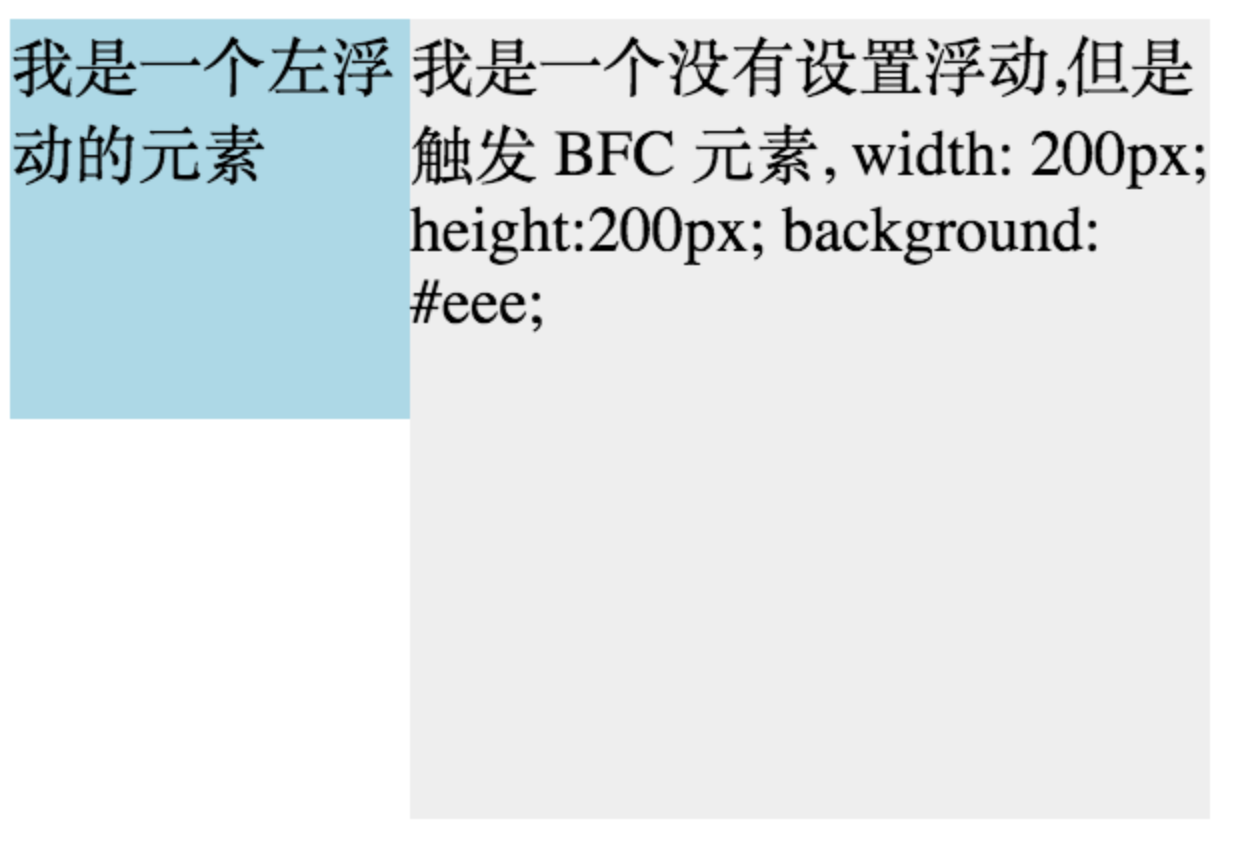 我是一个左浮
动的元素
我是一个没有设置浮动,但是
触发 BFC 元素, width: 200px;
height:200px; background:
#eee;